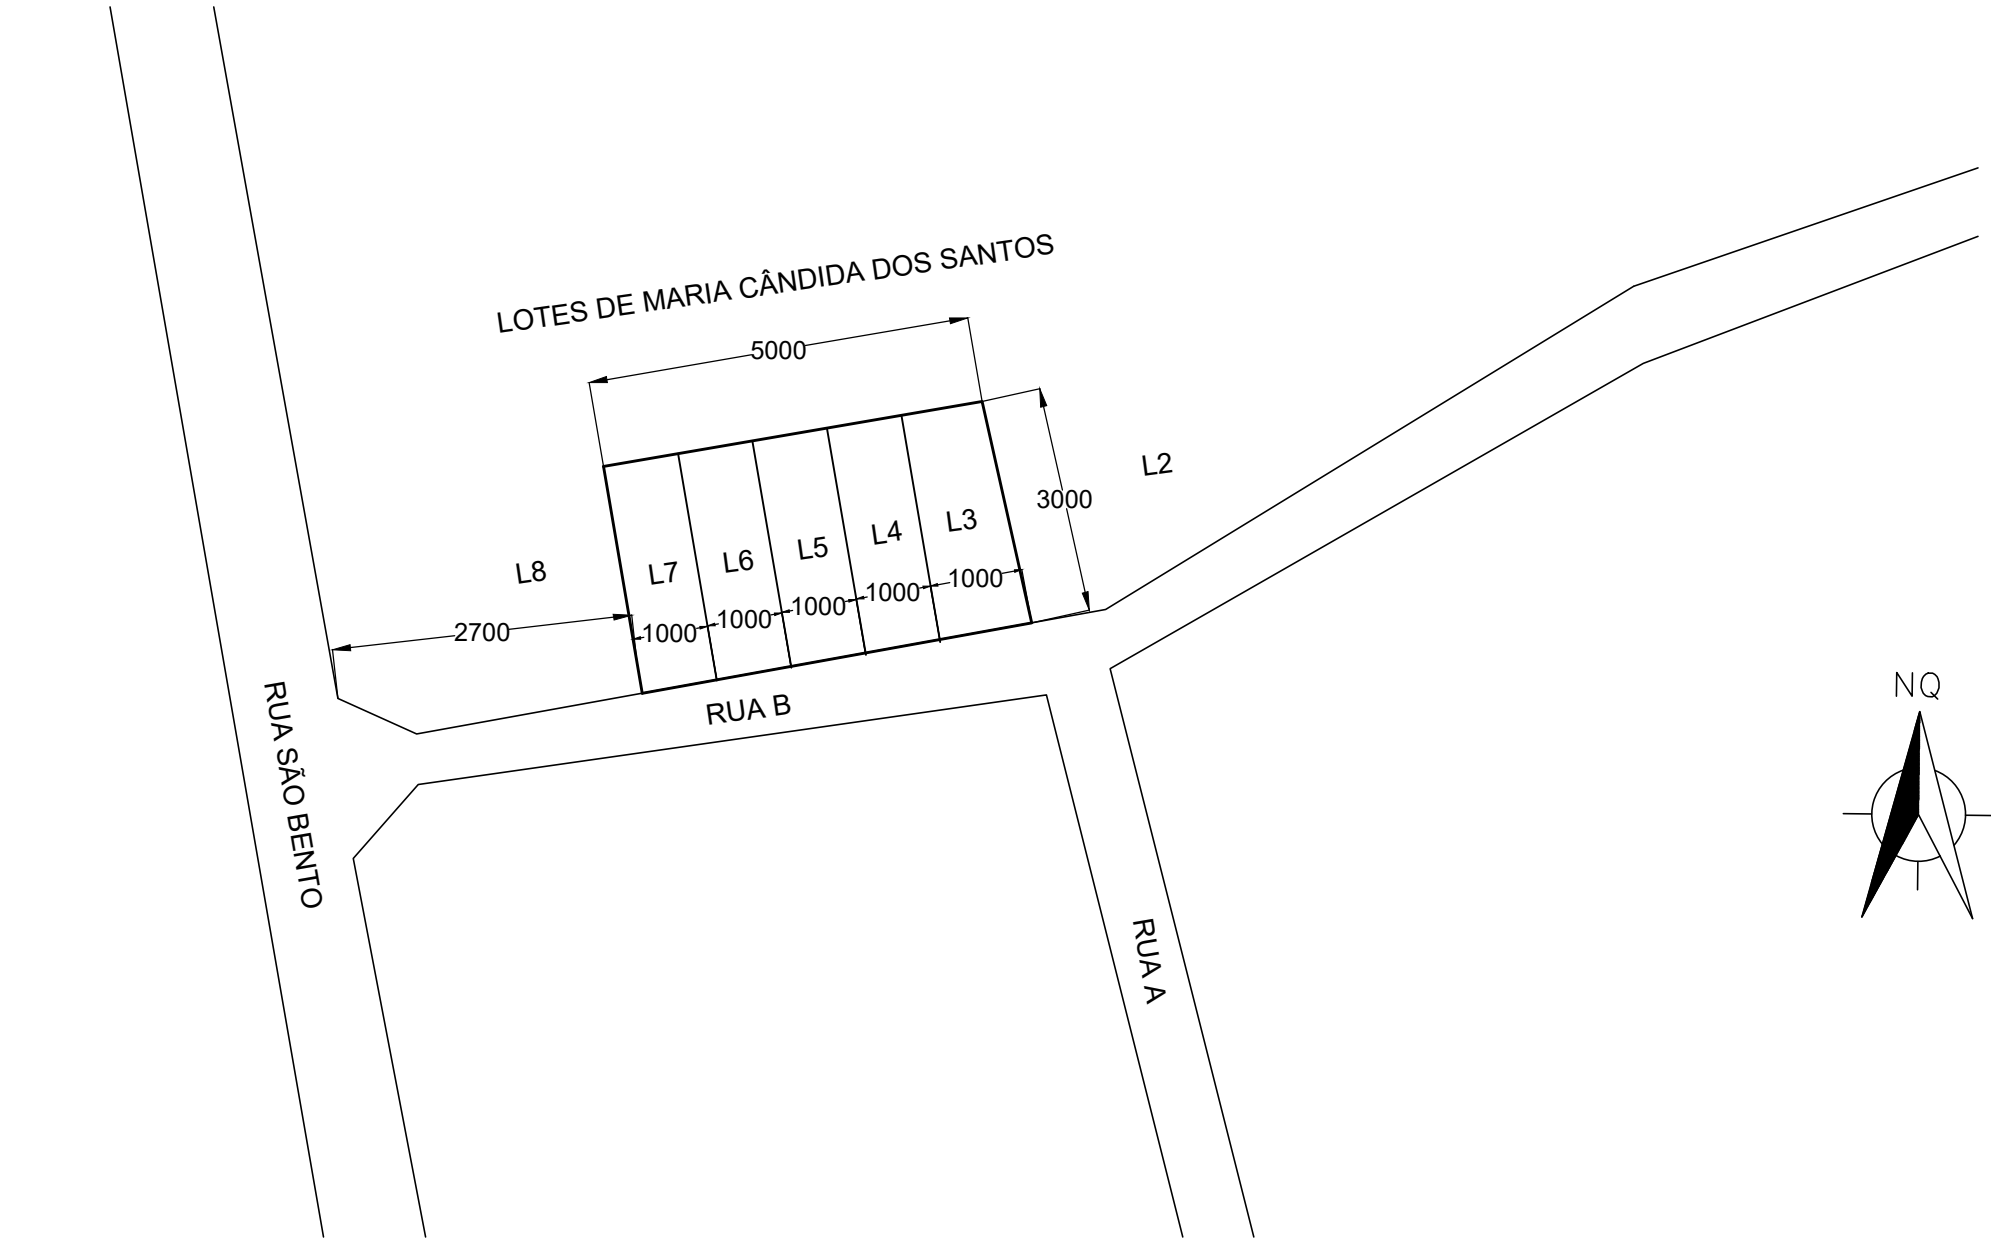 LOTES DE MARIA CÂNDIDA DOS SANTOS
5000
L2
3000
L3
L4
L5
L6
L7
L8
1000
1000
1000
1000
1000
2700
RUA B
RUA SÃO BENTO
RUA A
NQ